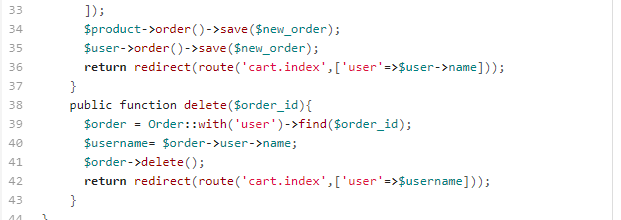 33 ]);
34 $product->order()->save($new_order);
35 $user->order()->save($new_order);
36 return redirect(route('cart.index',['user'=>$user->name]));
37 }
38 public function delete($order_id){
39 $order = Order::with('user')->find($order_id);
40 $username= $order->user->name;
41 $order->delete();
42 return redirect(route('cart.index',['user'=>$username]));
43 }
44 }